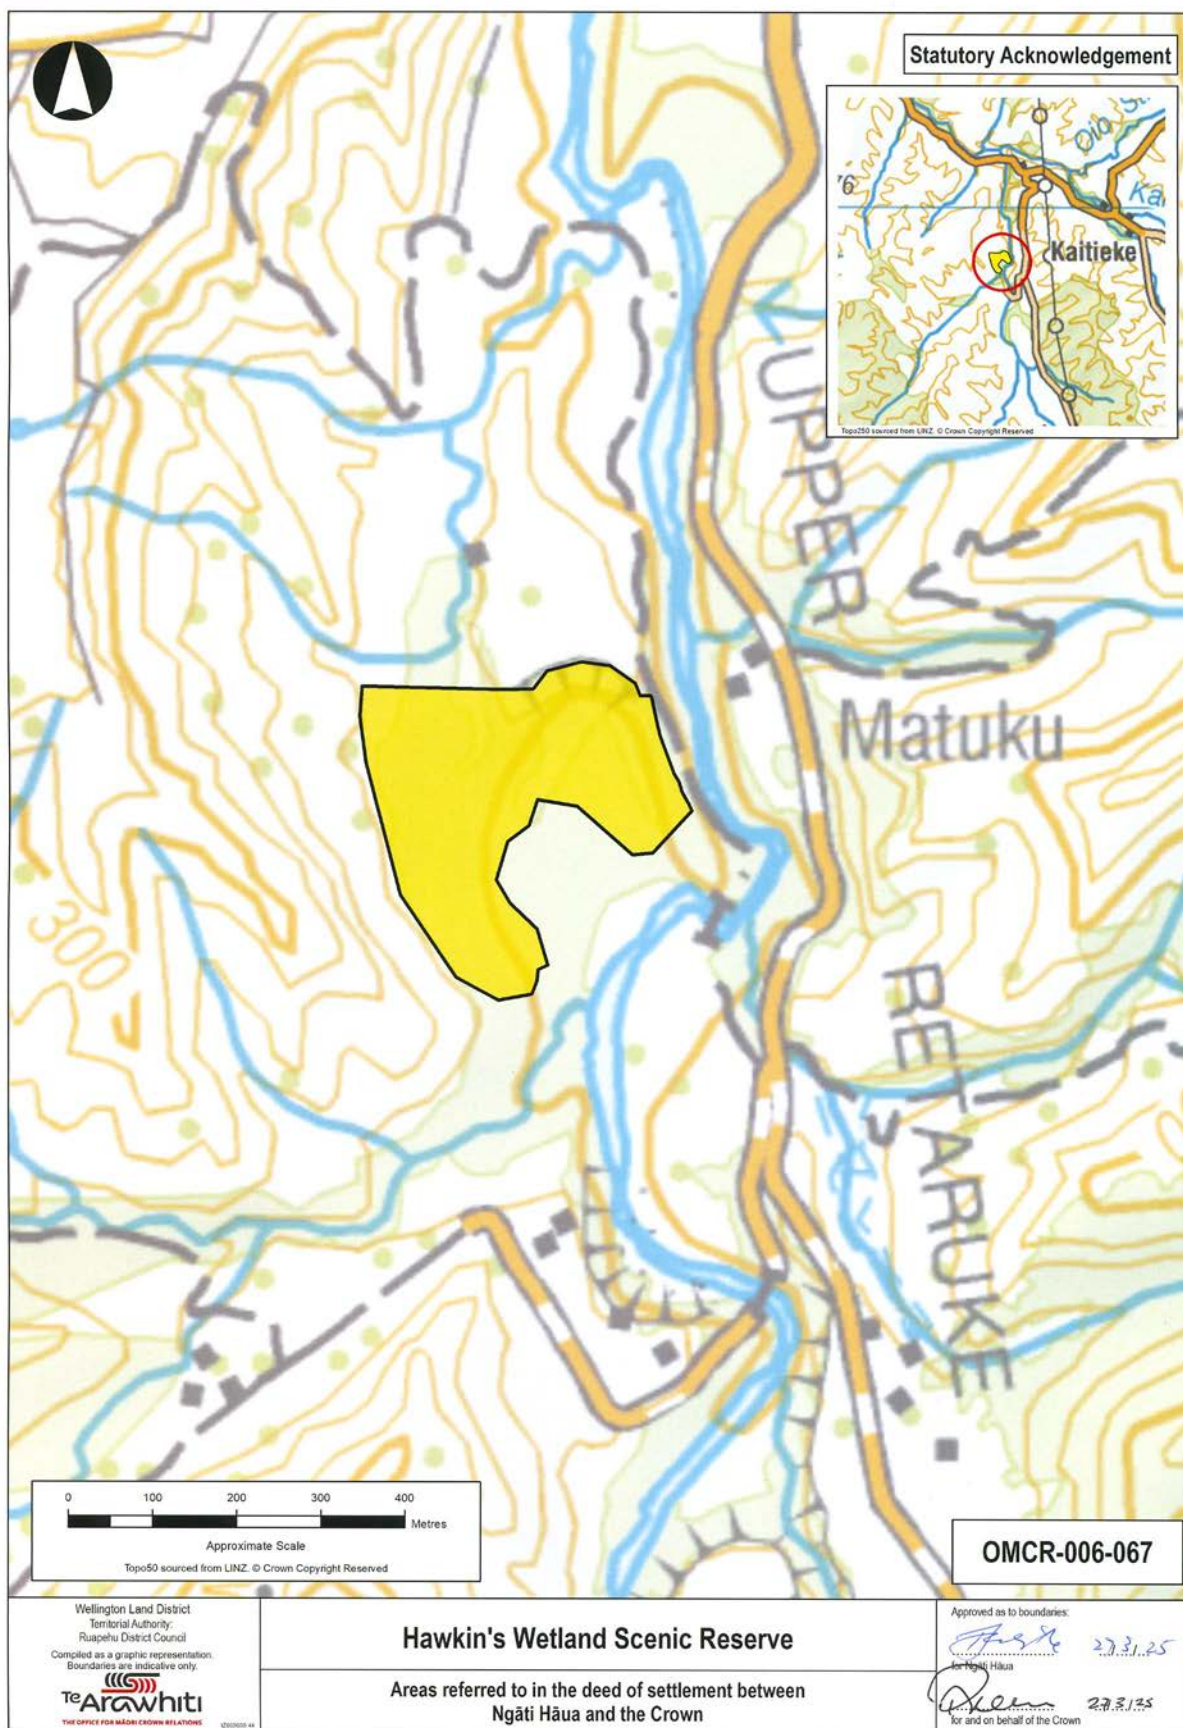 Statutory Acknowledgement
Kaitieke
Topo250 sourced from LINZ. © Crown Copyright Reserved
UPPER
Matuku
300
RETARUKE
0 100 200 300 400
Metres
Approximate Scale
Topo50 sourced from LINZ. © Crown Copyright Reserved
OMCR-006-067
Wellington Land District
Territorial Authority:
Ruapehu District Council
Compiled as a graphic representation.
Boundaries are indicative only.
Te Arawhiti
THE OFFICE FOR MĀORI CROWN RELATIONS
Hawkin's Wetland Scenic Reserve
Areas referred to in the deed of settlement between
Ngāti Hāua and the Crown
Approved as to boundaries:
27/3/25
for Ngāti Hāua
27/3/25
for and on behalf of the Crown